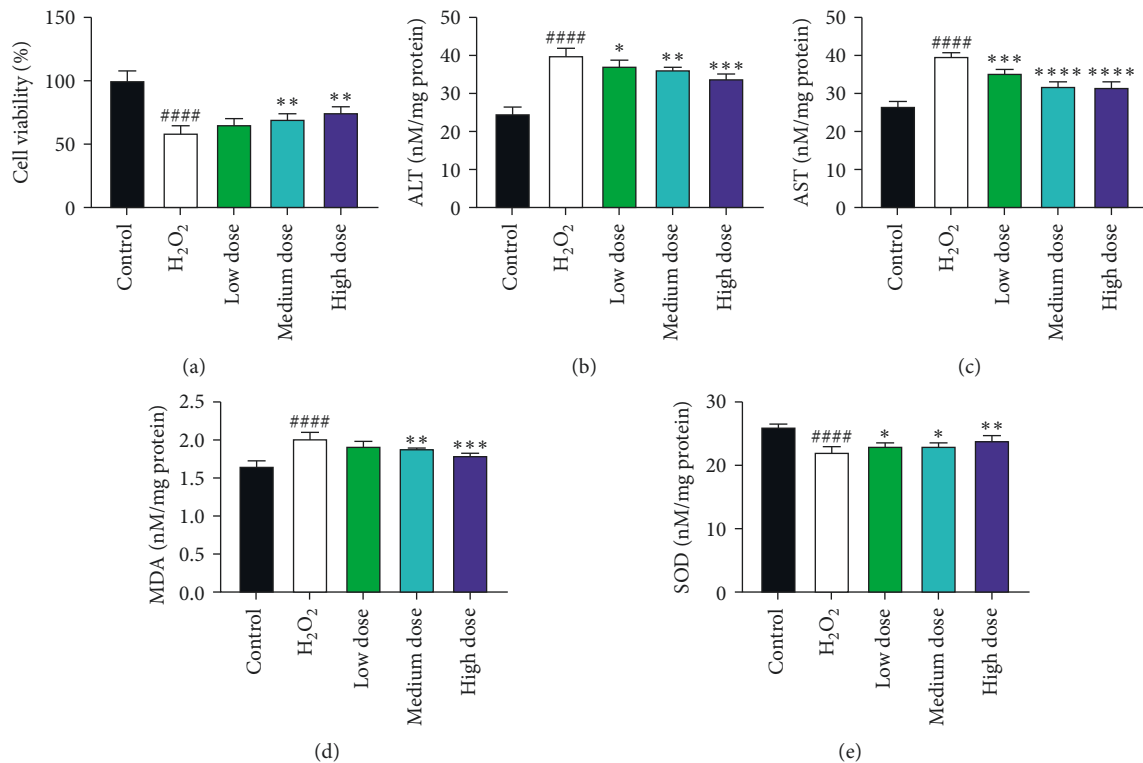 Cell viability (%)
150
100
50
0
####
**
**
Control
H2O2
Low dose
Medium dose
High dose
(a)
ALT (nM/mg protein)
50
40
30
20
10
0
####
*
**
***
Control
H2O2
Low dose
Medium dose
High dose
(b)
AST (nM/mg protein)
50
40
30
20
10
0
####
***
****
****
Control
H2O2
Low dose
Medium dose
High dose
(c)
MDA (nM/mg protein)
2.5
2.0
1.5
1.0
0.5
0.0
####
**
***
Control
H2O2
Low dose
Medium dose
High dose
(d)
SOD (nM/mg protein)
30
20
10
0
####
*
*
**
Control
H2O2
Low dose
Medium dose
High dose
(e)